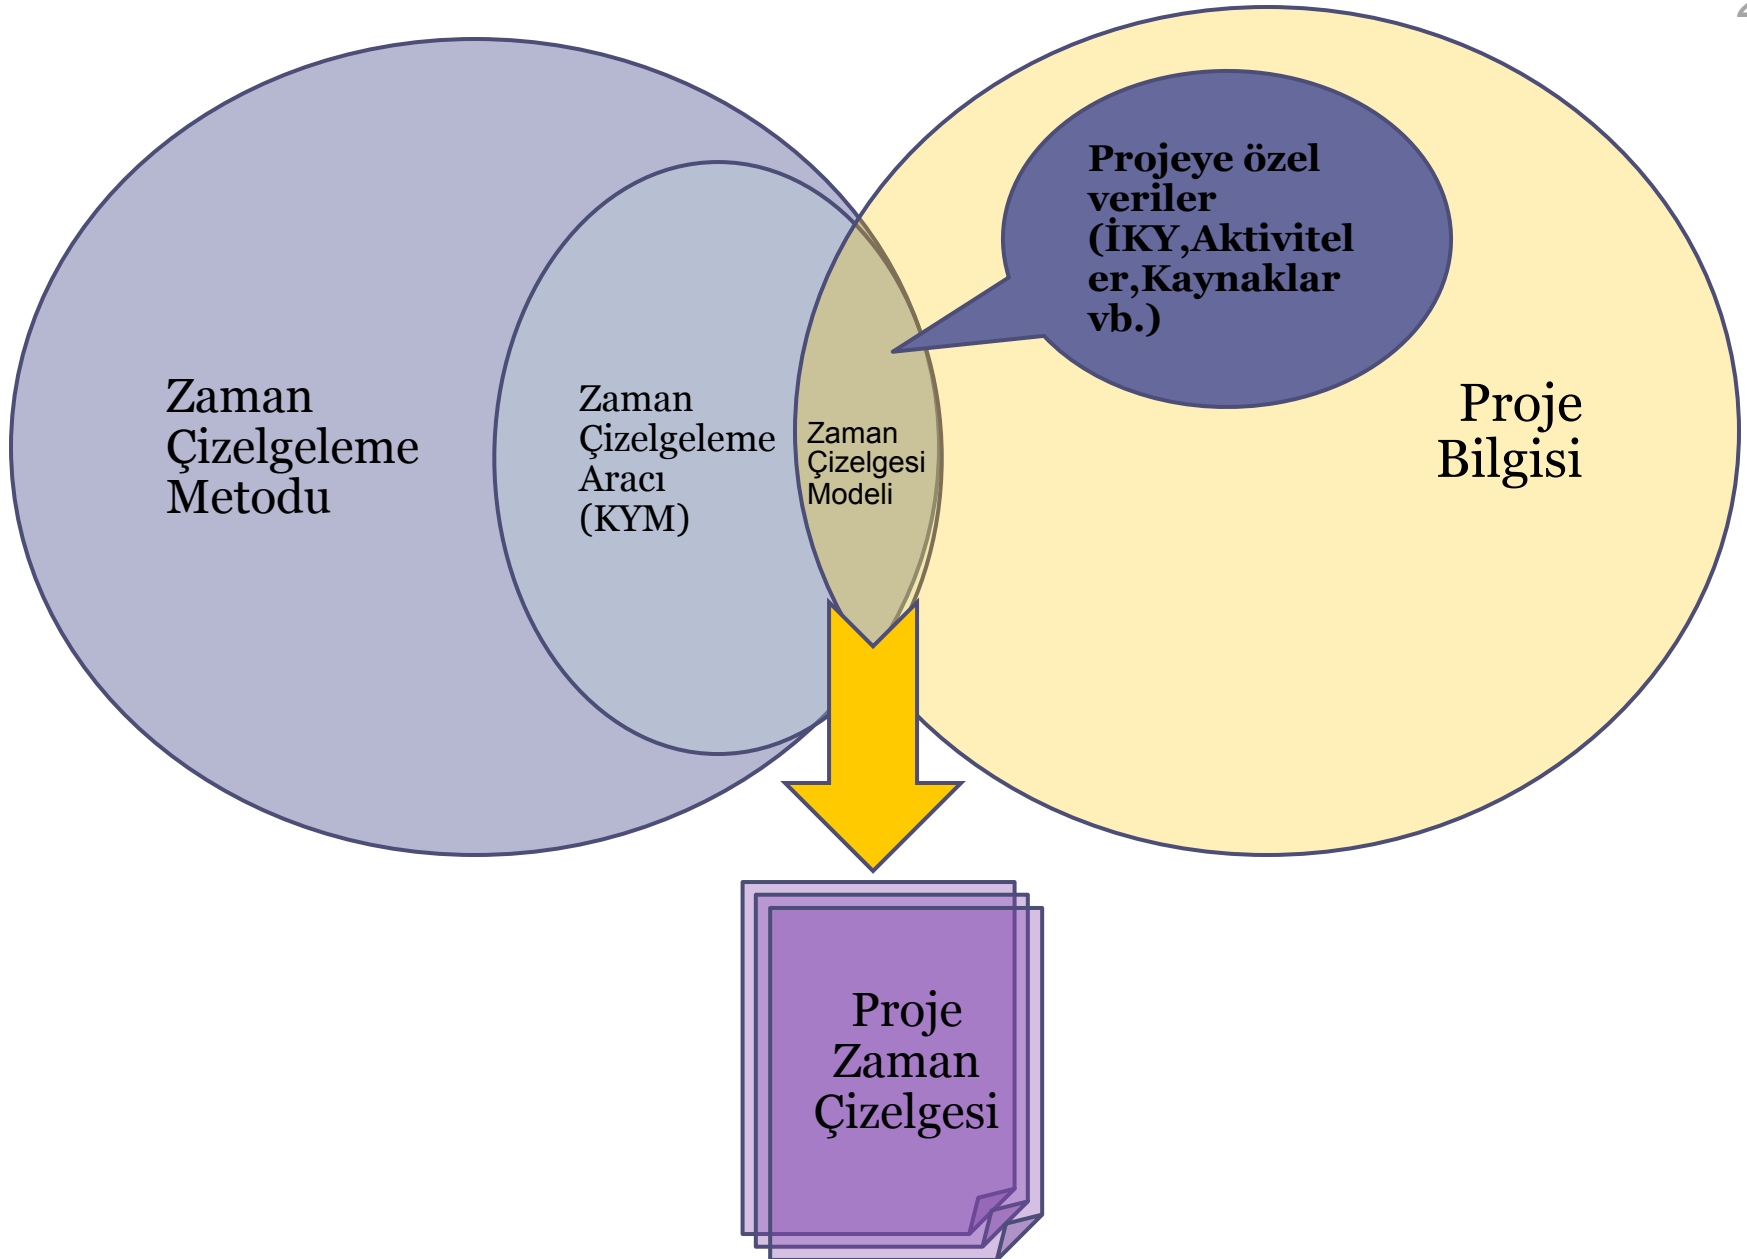 Projeye özel
veriler
(İKY,Aktivitel
er,Kaynaklar
vb.)
Zaman
Çizelgeleme
Metodu
Zaman
Çizelgeleme
Aracı
(KYM)
Zaman
Çizelgesi
Modeli
Proje
Bilgisi
Proje
Zaman
Çizelgesi